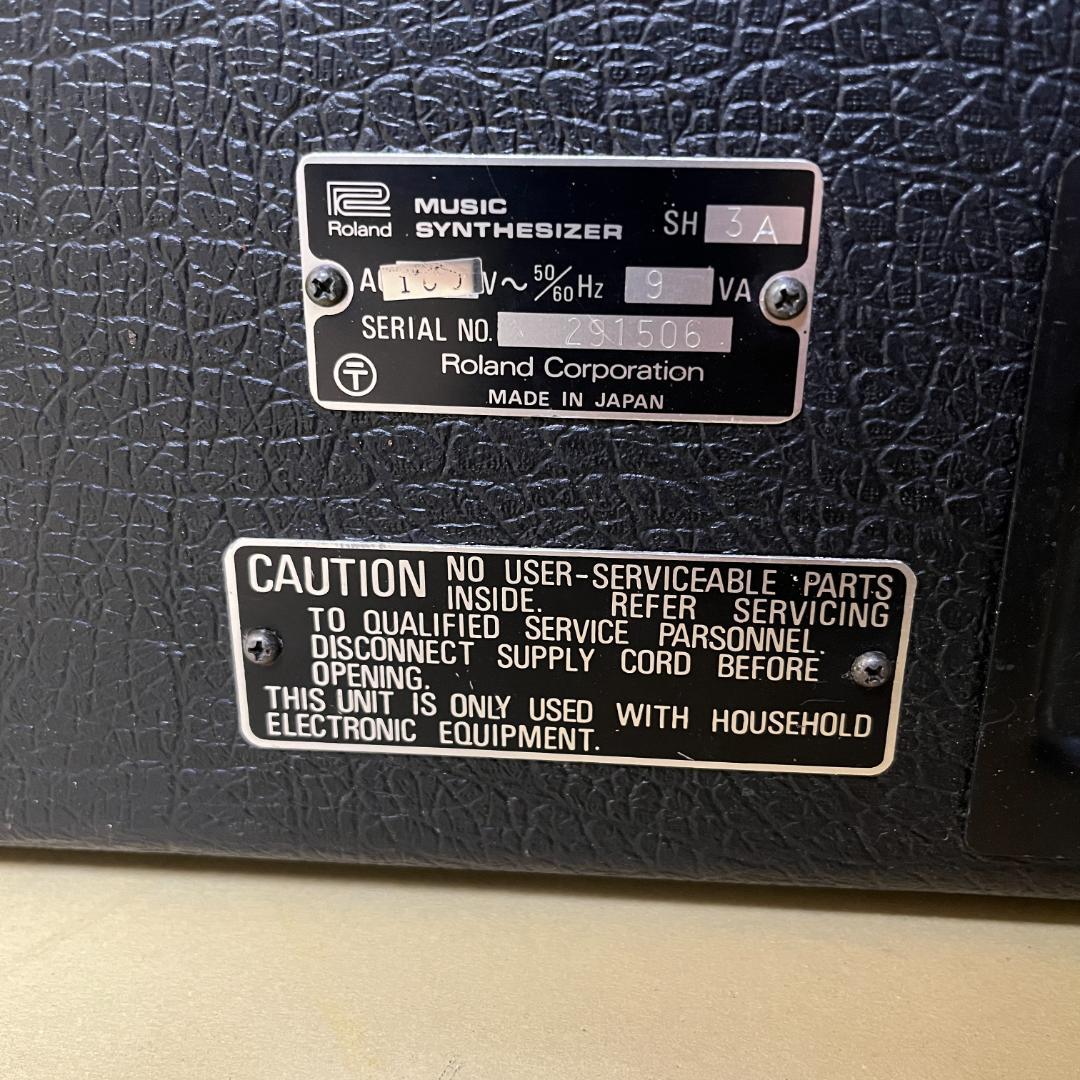 Roland MUSIC SYNTHESIZER SH 3A
AC 100 V~ 50/60 Hz 9 VA
SERIAL NO. 291506
T
Roland Corporation
MADE IN JAPAN
CAUTION NO USER-SERVICEABLE PARTS
INSIDE. REFER SERVICING
TO QUALIFIED SERVICE PARSONNEL.
DISCONNECT SUPPLY CORD BEFORE
OPENING.
THIS UNIT IS ONLY USED WITH HOUSEHOLD
ELECTRONIC EQUIPMENT.